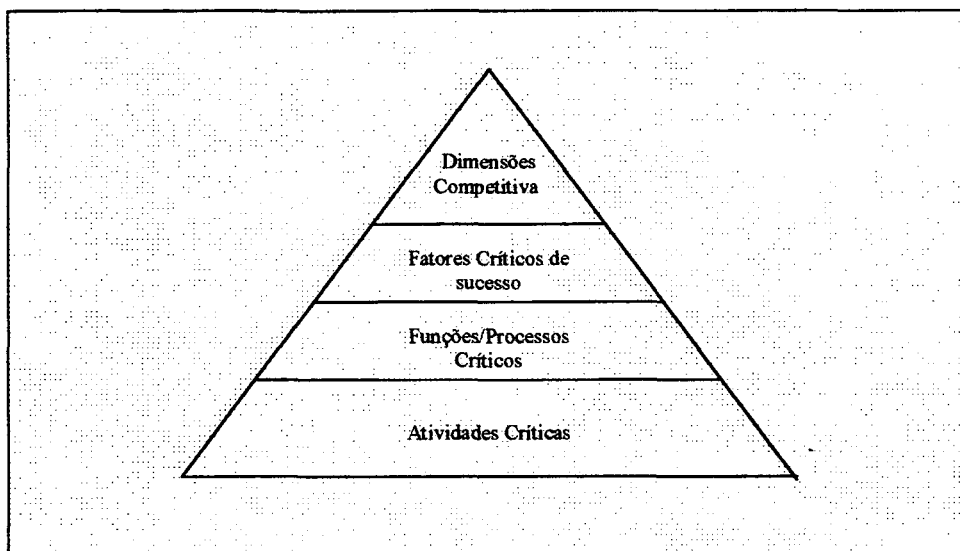 Dimensões
Competitiva
Fatores Críticos de
sucesso
Funções/Processos
Críticos
Atividades Críticas